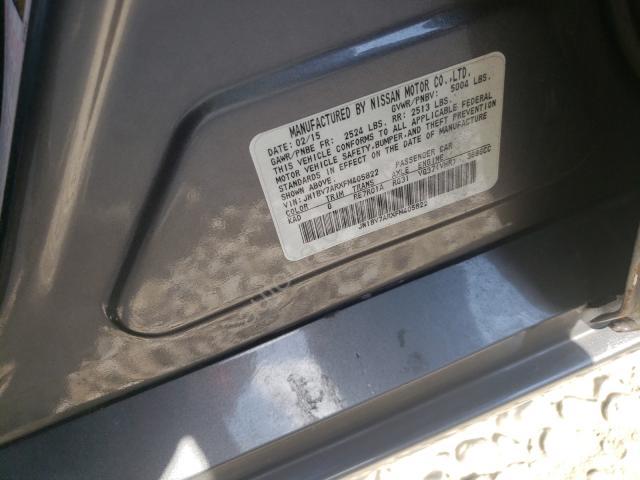 MANUFACTURED BY NISSAN MOTOR CO.,LTD.
DATE: 02/15 GVWR/PNBV: 5004 LBS.
GAWR/PNBE FR: 2524 LBS. RR: 2513 LBS.
THIS VEHICLE CONFORMS TO ALL APPLICABLE FEDERAL
MOTOR VEHICLE SAFETY, BUMPER, AND THEFT PREVENTION
STANDARDS IN EFFECT ON THE DATE OF MANUFACTURE
SHOWN ABOVE.
VIN: JN1BV7ARXFM405822 PASSENGER CAR
COLOR TRIM TRANS AXLE ENGINE
KAD G RE7R01A RG31 VQ37(VHR) 3696CC
JN1BV7ARXFM405822